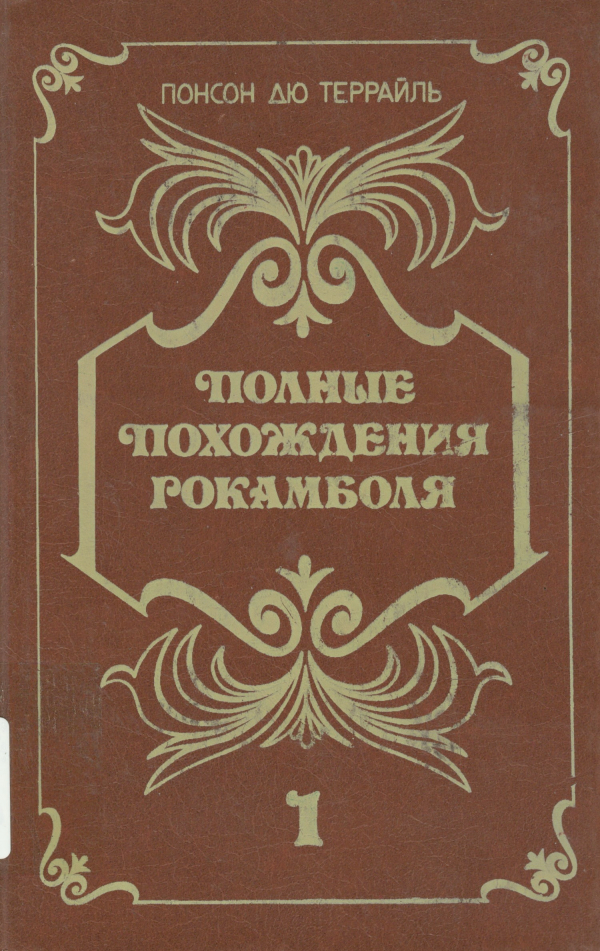 ПОНСОН ДЮ ТЕРРАЙЛЬ
ПОЛНЫЕ
ПОХОЖДЕНИЯ
РОКАМБОЛЯ
1